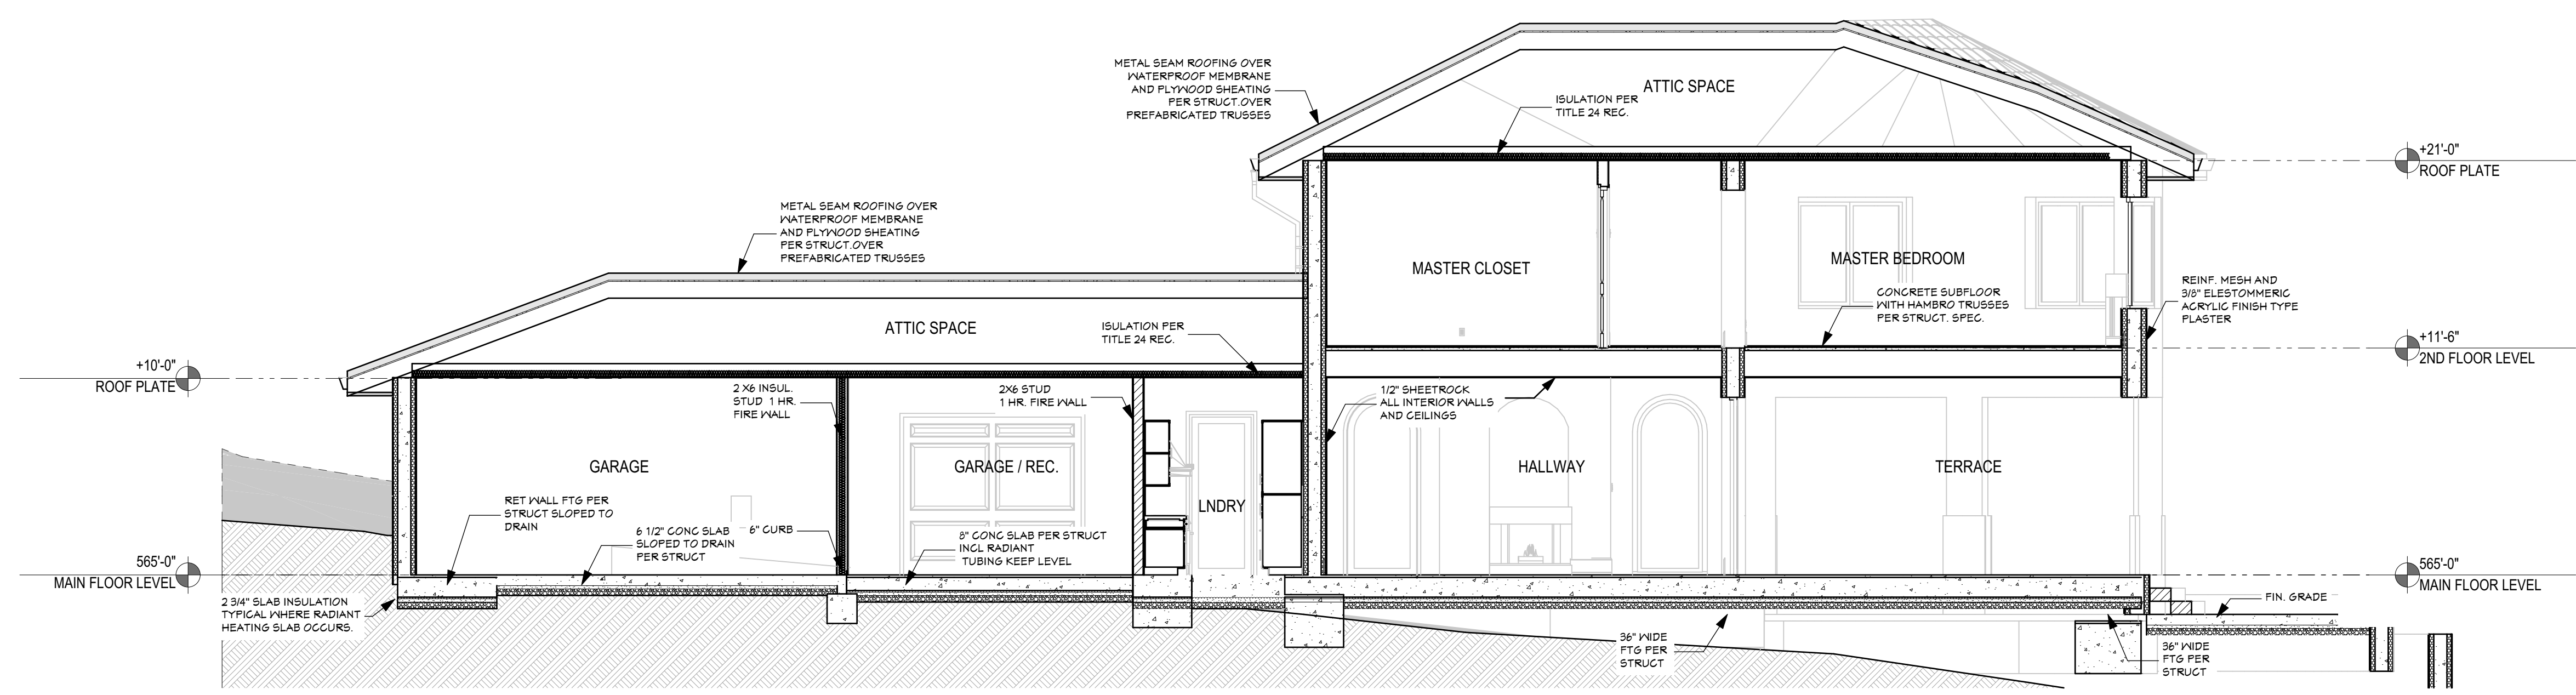 METAL SEAM ROOFING OVER
WATERPROOF MEMBRANE
AND PLYWOOD SHEATING
PER STRUCT.OVER
PREFABRICATED TRUSSES
ATTIC SPACE
ISULATION PER
TITLE 24 REC.
+21'-0"
ROOF PLATE
METAL SEAM ROOFING OVER
WATERPROOF MEMBRANE
AND PLYWOOD SHEATING
PER STRUCT.OVER
PREFABRICATED TRUSSES
MASTER CLOSET
MASTER BEDROOM
CONCRETE SUBFLOOR
WITH HAMBRO TRUSSES
PER STRUCT. SPEC.
REINF. MESH AND
3/8" ELESTOMMERIC
ACRYLIC FINISH TYPE
PLASTER
ATTIC SPACE
ISULATION PER
TITLE 24 REC.
+11'-6"
2ND FLOOR LEVEL
+10'-0"
ROOF PLATE
2 X6 INSUL.
STUD 1 HR.
FIRE WALL
2X6 STUD
1 HR. FIRE WALL
1/2" SHEETROCK
ALL INTERIOR WALLS
AND CEILINGS
GARAGE
GARAGE / REC.
LNDRY
HALLWAY
TERRACE
RET WALL FTG PER
STRUCT SLOPED TO
DRAIN
6 1/2" CONC SLAB
SLOPED TO DRAIN
PER STRUCT
6" CURB
8" CONC SLAB PER STRUCT
INCL RADIANT
TUBING KEEP LEVEL
565'-0"
MAIN FLOOR LEVEL
565'-0"
MAIN FLOOR LEVEL
2 3/4" SLAB INSULATION
TYPICAL WHERE RADIANT
HEATING SLAB OCCURS.
FIN. GRADE
36" WIDE
FTG PER
STRUCT
36" WIDE
FTG PER
STRUCT